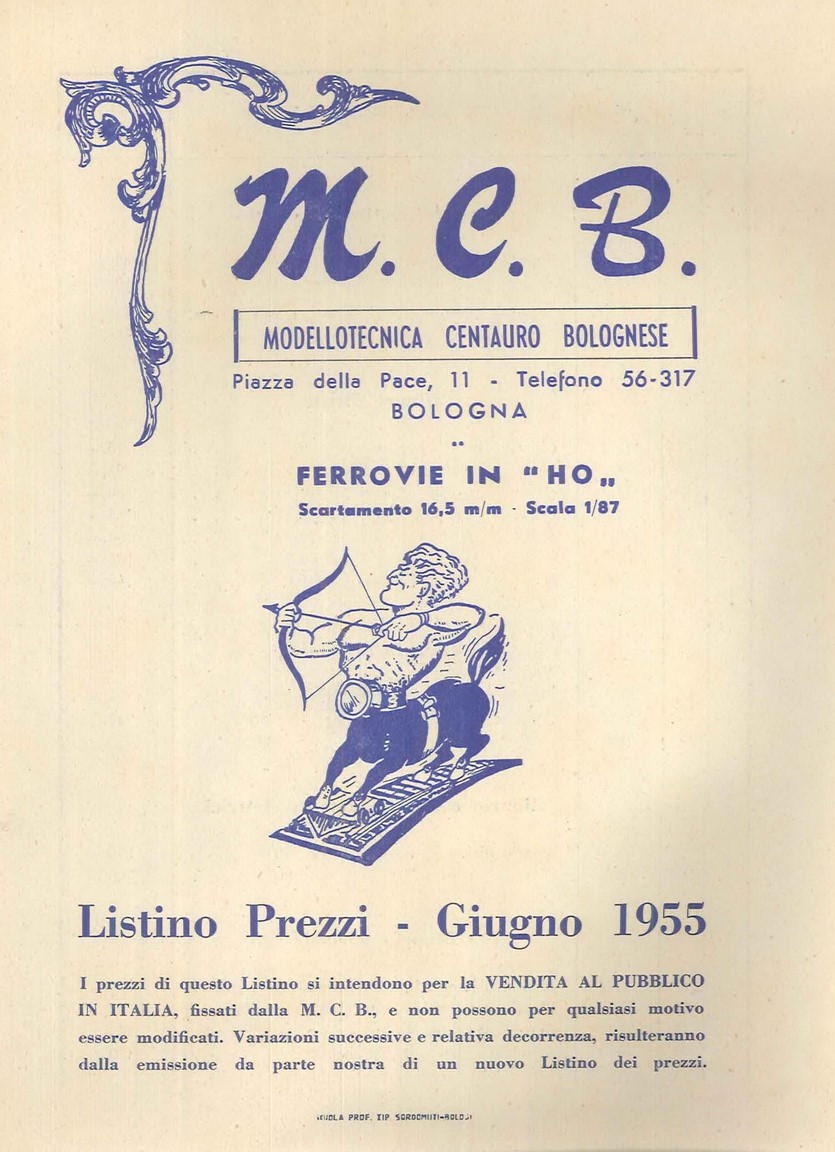 M. C. B.
MODELLOTECNICA CENTAURO BOLOGNESE
Piazza della Pace, 11 - Telefono 56-317
BOLOGNA
FERROVIE IN "HO„
Scartamento 16,5 m/m - Scala 1/87
Listino Prezzi - Giugno 1955
I prezzi di questo Listino si intendono per la VENDITA AL PUBBLICO
IN ITALIA, fissati dalla M. C. B., e non possono per qualsiasi motivo
essere modificati. Variazioni successive e relativa decorrenza, risulteranno
dalla emissione da parte nostra di un nuovo Listino dei prezzi.
PROF. TIP.